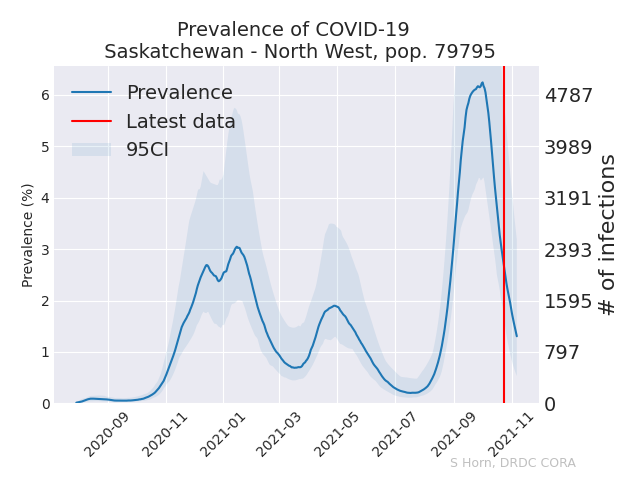 Prevalence of COVID-19
Saskatchewan - North West, pop. 79795
Prevalence
Latest data
95CI
Prevalence (%)
6
5
4
3
2
1
0
4787
3989
3191
2393
1595
797
0
# of infections
2020-09
2020-11
2021-01
2021-03
2021-05
2021-07
2021-09
2021-11
S Horn, DRDC CORA